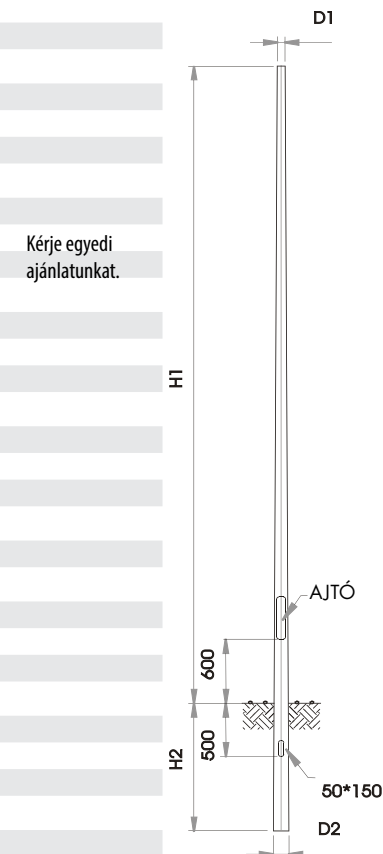 D1
Kérje egyedi
ajánlatunkat.
H1
AJTÓ
600
500
H2
50*150
D2